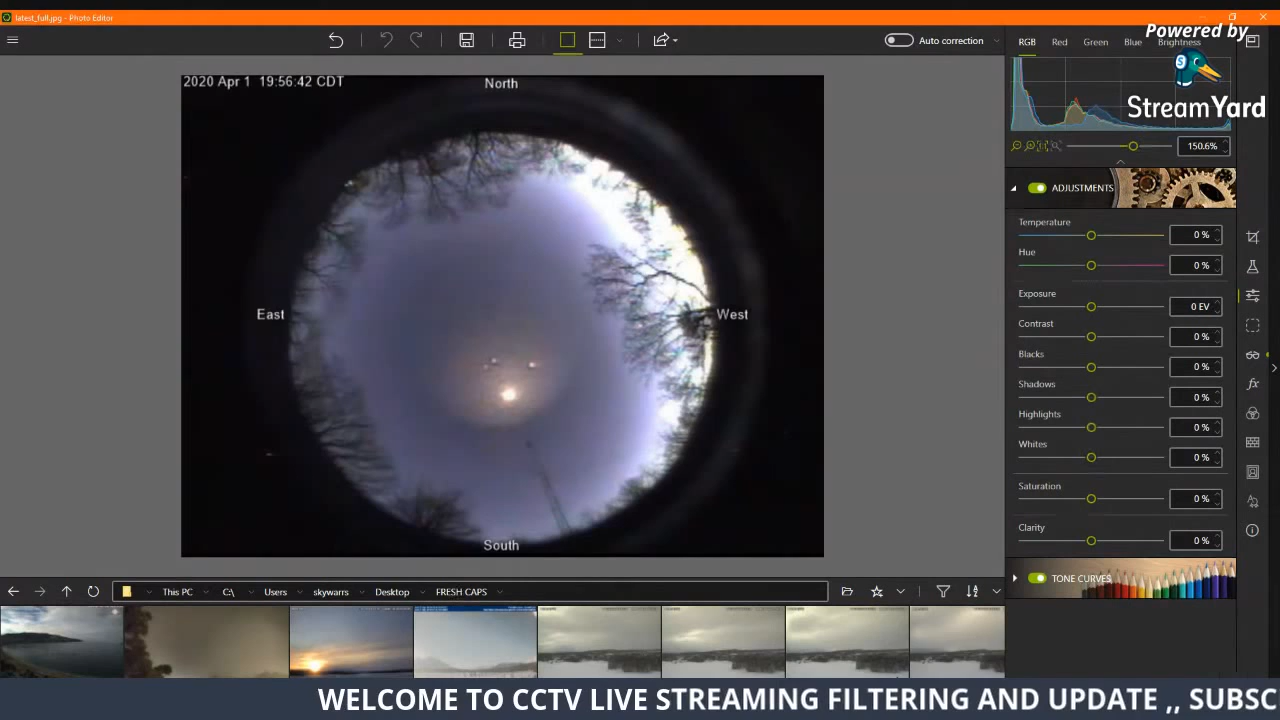 latest_full.jpg - Photo Editor
Powered by
StreamYard
Auto correction
RGB Red Green Blue Brightness
150.6%
2020 Apr 1 19:56:42 CDT
North
East
West
South
ADJUSTMENTS
Temperature
0 %
Hue
0 %
Exposure
0 EV
Contrast
0 %
Blacks
0 %
Shadows
0 %
Highlights
0 %
Whites
0 %
Saturation
0 %
Clarity
0 %
TONE CURVES
This PC C:\ Users skywarrs Desktop FRESH CAPS
WELCOME TO CCTV LIVE STREAMING FILTERING AND UPDATE ,, SUBSC